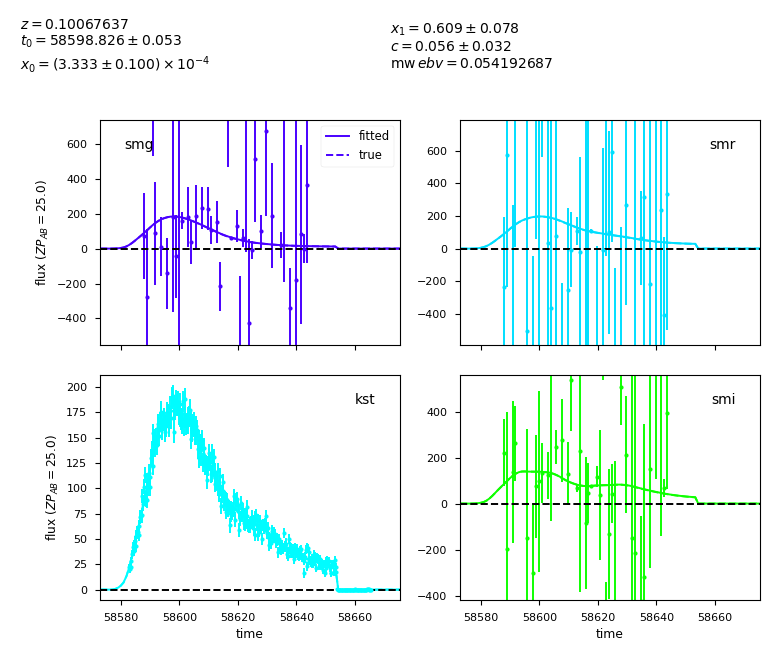 z = 0.10067637
t₀ = 58598.826 ± 0.053
x₀ = (3.333 ± 0.100) × 10⁻⁴
x₁ = 0.609 ± 0.078
c = 0.056 ± 0.032
mw ebv = 0.054192687
smg
fitted
true
600
400
200
0
−200
−400
flux (ZP_AB = 25.0)
smr
600
400
200
0
−200
−400
kst
200
175
150
125
100
75
50
25
0
flux (ZP_AB = 25.0)
58580 58600 58620 58640 58660
time
smi
400
200
0
−200
−400
58580 58600 58620 58640 58660
time